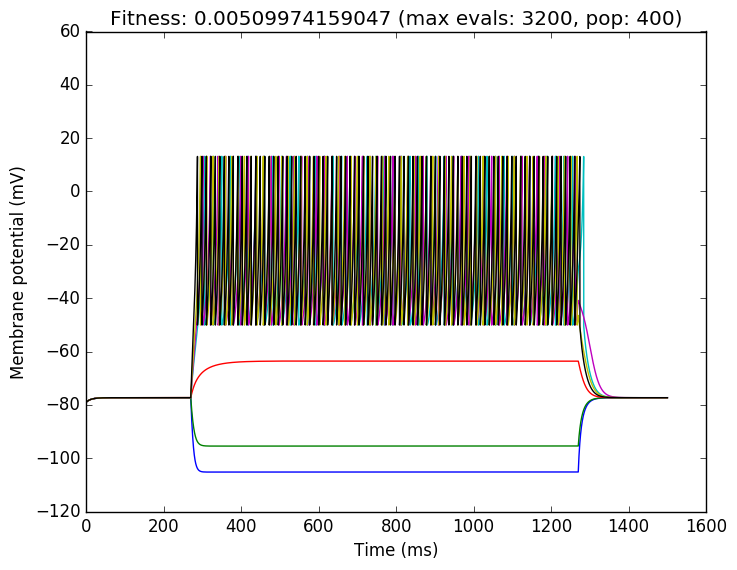 Fitness: 0.00509974159047 (max evals: 3200, pop: 400)
60
40
20
0
−20
−40
−60
−80
−100
−120
Membrane potential (mV)
0 200 400 600 800 1000 1200 1400 1600
Time (ms)